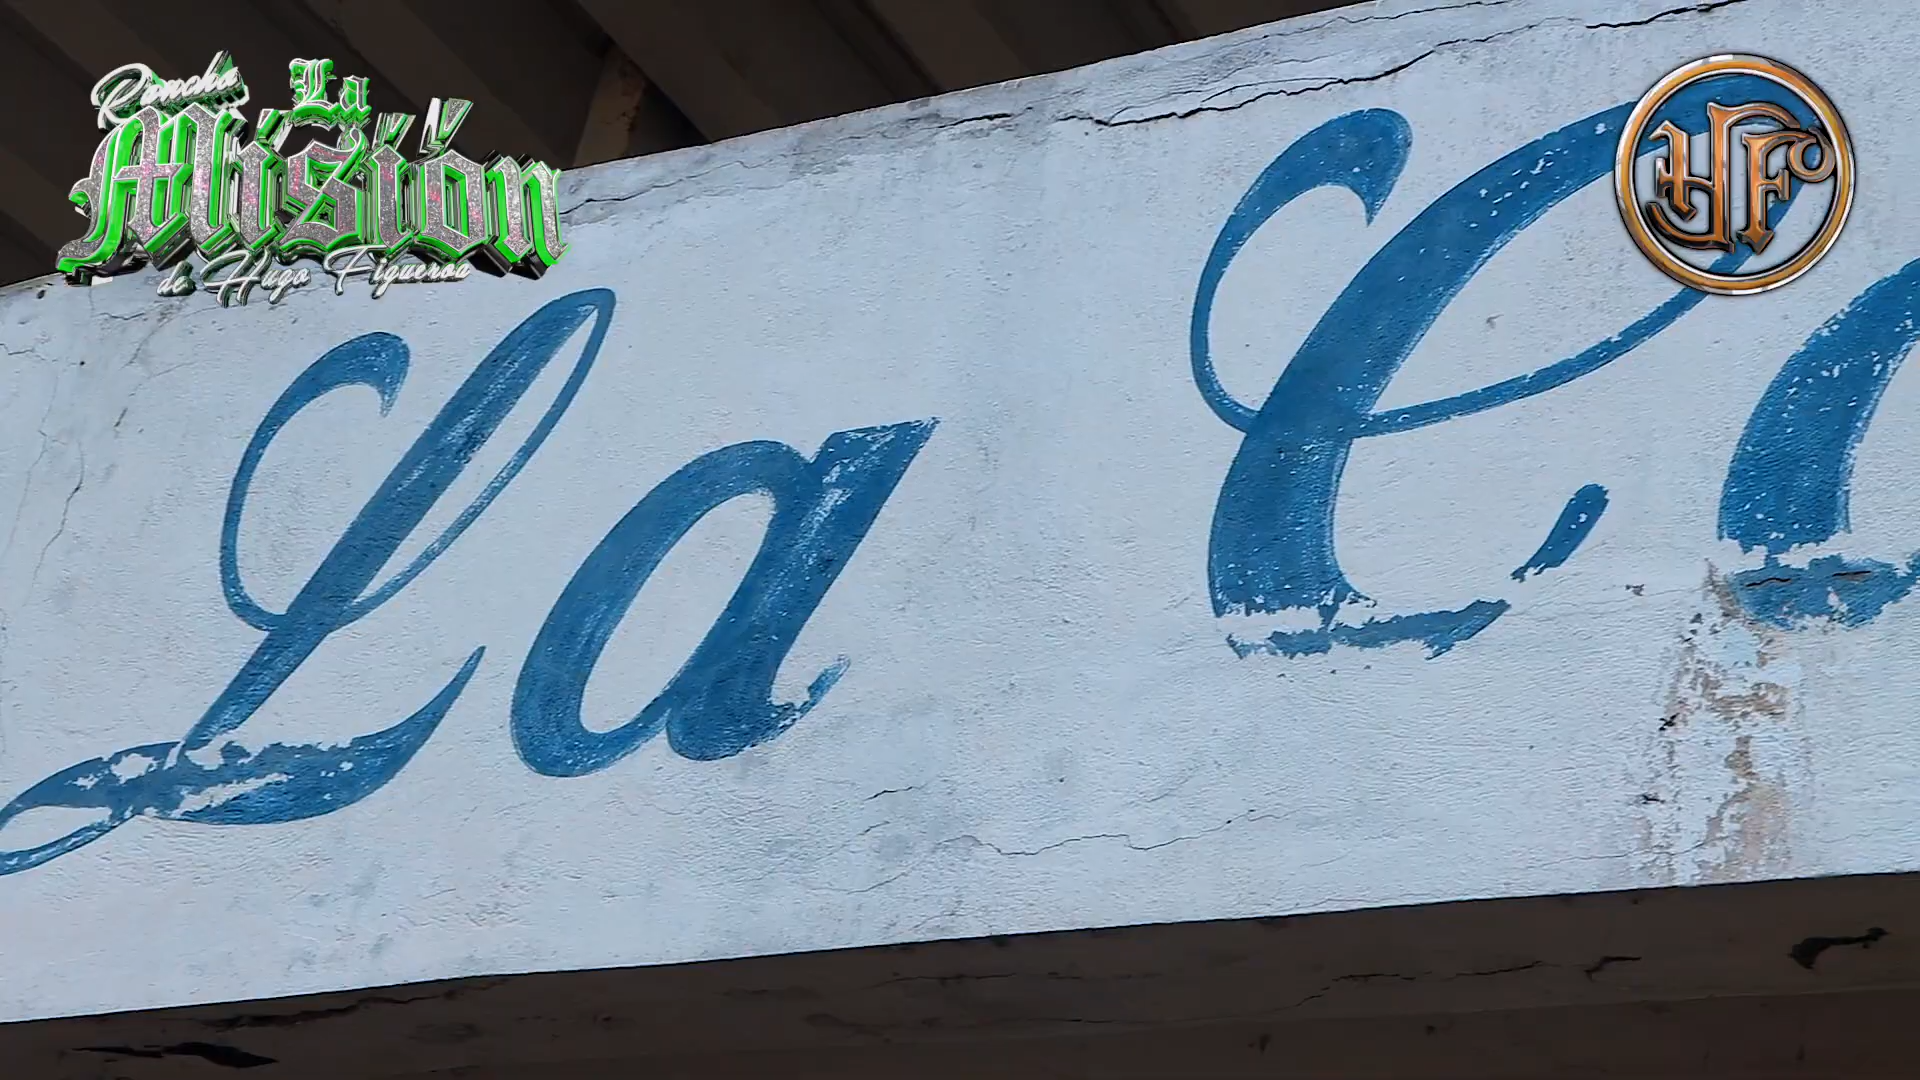 Rancho
La
Misión
de Hugo Figueroa
HF
La C